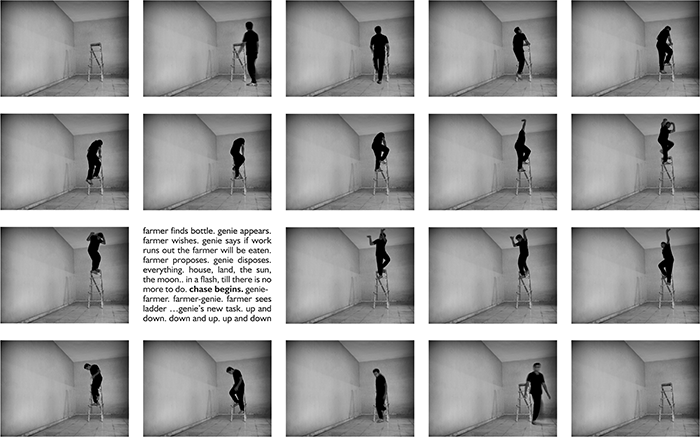 farmer finds bottle. genie appears.
farmer wishes. genie says if work
runs out the farmer will be eaten.
farmer proposes. genie disposes.
everything. house, land, the sun,
the moon.. in a flash, till there is no
more to do. chase begins. genie-
farmer. farmer-genie. farmer sees
ladder ...genie's new task. up and
down. down and up. up and down